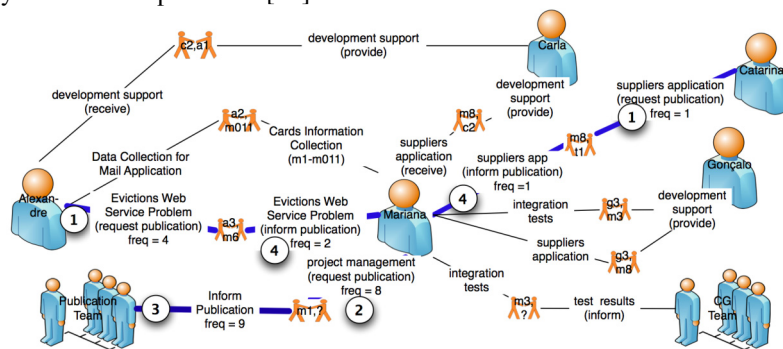 c2,a1
development support
(provide)
Carla
Catarina
development support
(receive)
a2,
m011
Cards Information
Collection
(m1-m011)
development
support
(provide)
m8,
c2
suppliers
application
(receive)
suppliers application
(request publication)
freq = 1
1
m8,
t1
suppliers app
(inform publication)
freq =1
4
Gonçalo
Data Collection for
Mail Application
Alexan-
dre
1
Evictions Web
Service Problem
(request publication)
freq = 4
a3,
m6
Evictions Web
Service Problem
(inform publication)
freq = 2
4
Mariana
integration
tests
g3,
m3
development
support
(provide)
suppliers
application
g3,
m8
project management
(request publication)
freq = 8
2
integration
tests
Publication
Team
3
Inform
Publication
freq = 9
m1,?
m3,
?
test results
(inform)
CG
Team